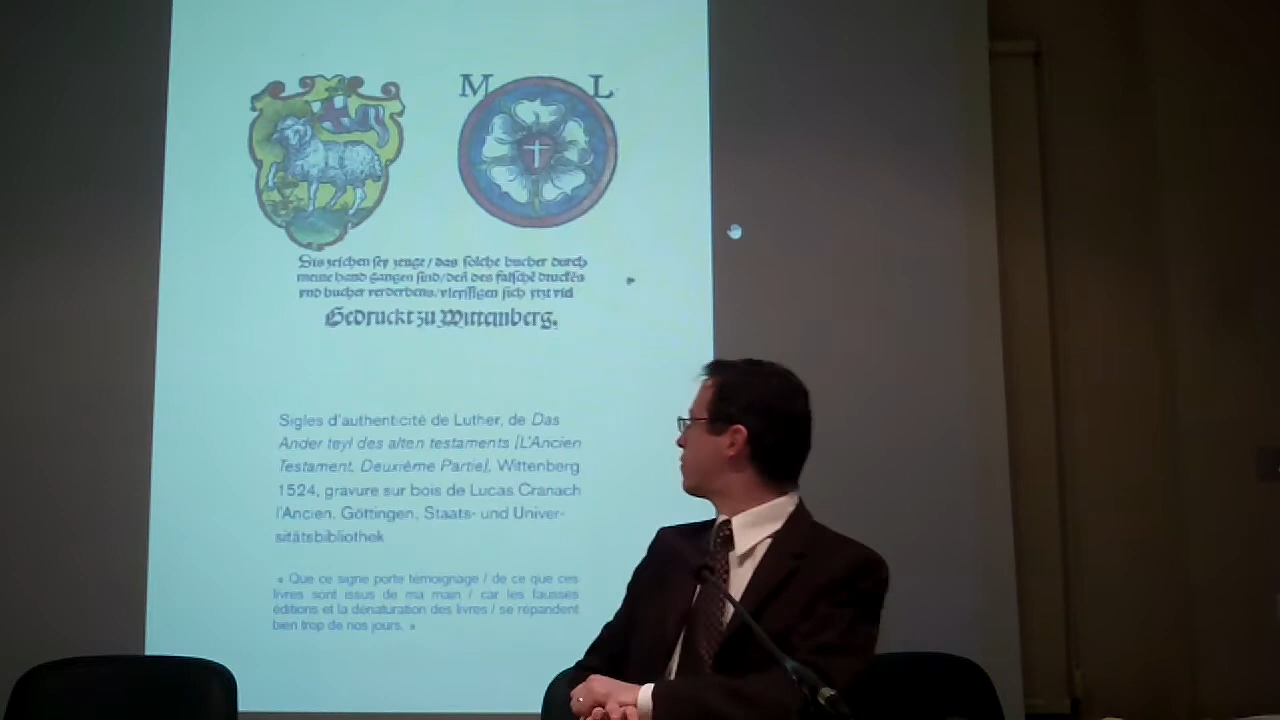 M L
Dis zeichen sey zeuge / das solche bucher durch
meine hand gangen sind / deñ des falschẽ druckẽs
vnd bucher verderbens / vleyssigen sich ytzt viel
Gedruckt zu Wittemberg.
Sigles d'authenticité de Luther, de Das
Ander teyl des alten testaments [L'Ancien
Testament, Deuxième Partie], Wittenberg
1524, gravure sur bois de Lucas Cranach
l'Ancien. Göttingen, Staats- und Univer-
sitätsbibliothek
« Que ce signe porte témoignage / de ce que ces
livres sont issus de ma main / car les fausses
éditions et la dénaturation des livres / se répandent
bien trop de nos jours. »